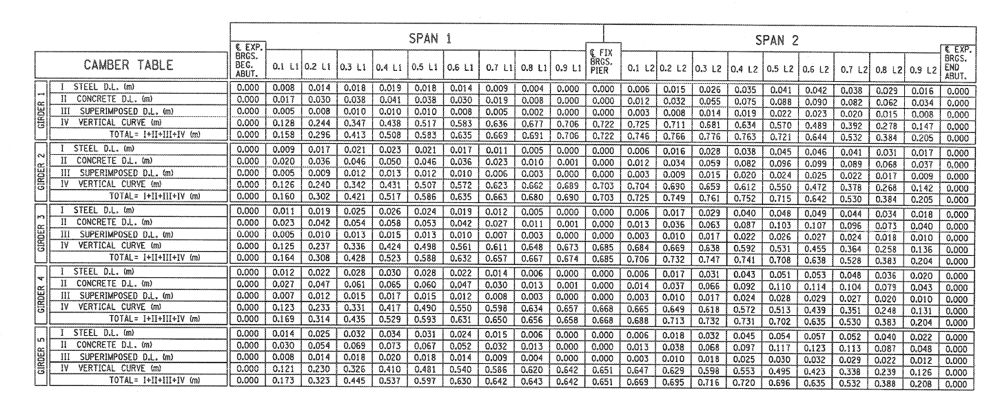 SPAN 1 SPAN 2
℄ EXP. BRGS. BEG. ABUT. ℄ FIX BRGS. PIER ℄ EXP. BRGS. END ABUT.
CAMBER TABLE 0.1 L1 0.2 L1 0.3 L1 0.4 L1 0.5 L1 0.6 L1 0.7 L1 0.8 L1 0.9 L1 0.1 L2 0.2 L2 0.3 L2 0.4 L2 0.5 L2 0.6 L2 0.7 L2 0.8 L2 0.9 L2
GIRDER 1
I STEEL D.L. (m) 0.000 0.008 0.014 0.018 0.019 0.018 0.014 0.009 0.004 0.000 0.000 0.006 0.015 0.026 0.035 0.041 0.042 0.038 0.029 0.016 0.000
II CONCRETE D.L. (m) 0.000 0.017 0.030 0.038 0.041 0.038 0.030 0.019 0.008 0.000 0.000 0.012 0.032 0.055 0.075 0.088 0.090 0.082 0.062 0.034 0.000
III SUPERIMPOSED D.L. (m) 0.000 0.005 0.008 0.010 0.010 0.010 0.008 0.005 0.002 0.000 0.000 0.003 0.008 0.014 0.019 0.022 0.023 0.020 0.015 0.008 0.000
IV VERTICAL CURVE (m) 0.000 0.128 0.244 0.347 0.438 0.517 0.583 0.636 0.677 0.706 0.722 0.725 0.711 0.681 0.634 0.570 0.489 0.392 0.278 0.147 0.000
TOTAL= I+II+III+IV (m) 0.000 0.158 0.296 0.413 0.508 0.583 0.635 0.669 0.691 0.706 0.722 0.746 0.766 0.776 0.763 0.721 0.644 0.532 0.384 0.205 0.000
GIRDER 2
I STEEL D.L. (m) 0.000 0.009 0.017 0.021 0.023 0.021 0.017 0.011 0.005 0.000 0.000 0.006 0.016 0.028 0.038 0.045 0.046 0.041 0.031 0.017 0.000
II CONCRETE D.L. (m) 0.000 0.020 0.036 0.046 0.050 0.046 0.036 0.023 0.010 0.001 0.000 0.012 0.034 0.059 0.082 0.096 0.099 0.089 0.068 0.037 0.000
III SUPERIMPOSED D.L. (m) 0.000 0.005 0.009 0.012 0.013 0.012 0.010 0.006 0.003 0.000 0.000 0.003 0.009 0.015 0.020 0.024 0.025 0.022 0.017 0.009 0.000
IV VERTICAL CURVE (m) 0.000 0.126 0.240 0.342 0.431 0.507 0.572 0.623 0.662 0.689 0.703 0.704 0.690 0.659 0.612 0.550 0.472 0.378 0.268 0.142 0.000
TOTAL= I+II+III+IV (m) 0.000 0.160 0.302 0.421 0.517 0.586 0.635 0.663 0.680 0.690 0.703 0.725 0.749 0.761 0.752 0.715 0.642 0.530 0.384 0.205 0.000
GIRDER 3
I STEEL D.L. (m) 0.000 0.011 0.019 0.025 0.026 0.024 0.019 0.012 0.005 0.000 0.000 0.006 0.017 0.029 0.040 0.048 0.049 0.044 0.034 0.018 0.000
II CONCRETE D.L. (m) 0.000 0.023 0.042 0.054 0.058 0.053 0.042 0.027 0.011 0.001 0.000 0.013 0.036 0.063 0.087 0.103 0.107 0.096 0.073 0.040 0.000
III SUPERIMPOSED D.L. (m) 0.000 0.005 0.010 0.013 0.015 0.013 0.010 0.007 0.003 0.000 0.000 0.003 0.010 0.017 0.022 0.026 0.027 0.024 0.018 0.010 0.000
IV VERTICAL CURVE (m) 0.000 0.125 0.237 0.336 0.424 0.498 0.561 0.611 0.648 0.673 0.685 0.684 0.669 0.638 0.592 0.531 0.455 0.364 0.258 0.136 0.000
TOTAL= I+II+III+IV (m) 0.000 0.164 0.308 0.428 0.523 0.588 0.632 0.657 0.667 0.674 0.685 0.706 0.732 0.747 0.741 0.708 0.638 0.528 0.383 0.204 0.000
GIRDER 4
I STEEL D.L. (m) 0.000 0.012 0.022 0.028 0.030 0.028 0.022 0.014 0.006 0.000 0.000 0.006 0.017 0.031 0.043 0.051 0.053 0.048 0.036 0.020 0.000
II CONCRETE D.L. (m) 0.000 0.027 0.047 0.061 0.065 0.060 0.047 0.030 0.013 0.001 0.000 0.014 0.037 0.066 0.092 0.110 0.114 0.104 0.079 0.043 0.000
III SUPERIMPOSED D.L. (m) 0.000 0.007 0.012 0.015 0.017 0.015 0.012 0.008 0.003 0.000 0.000 0.003 0.010 0.017 0.024 0.028 0.029 0.027 0.020 0.010 0.000
IV VERTICAL CURVE (m) 0.000 0.123 0.233 0.331 0.417 0.490 0.550 0.598 0.634 0.657 0.668 0.665 0.649 0.618 0.572 0.513 0.439 0.351 0.248 0.131 0.000
TOTAL= I+II+III+IV (m) 0.000 0.169 0.314 0.435 0.529 0.593 0.631 0.650 0.656 0.658 0.668 0.688 0.713 0.732 0.731 0.702 0.635 0.530 0.383 0.204 0.000
GIRDER 5
I STEEL D.L. (m) 0.000 0.014 0.025 0.032 0.034 0.031 0.024 0.015 0.006 0.000 0.000 0.006 0.018 0.032 0.045 0.054 0.057 0.052 0.040 0.022 0.000
II CONCRETE D.L. (m) 0.000 0.030 0.054 0.069 0.073 0.067 0.052 0.032 0.013 0.000 0.000 0.013 0.038 0.068 0.097 0.117 0.123 0.113 0.087 0.048 0.000
III SUPERIMPOSED D.L. (m) 0.000 0.008 0.014 0.018 0.020 0.018 0.014 0.009 0.004 0.000 0.000 0.003 0.010 0.018 0.025 0.030 0.032 0.029 0.022 0.012 0.000
IV VERTICAL CURVE (m) 0.000 0.121 0.230 0.326 0.410 0.481 0.540 0.586 0.620 0.642 0.651 0.647 0.629 0.598 0.553 0.495 0.423 0.338 0.239 0.126 0.000
TOTAL= I+II+III+IV (m) 0.000 0.173 0.323 0.445 0.537 0.597 0.630 0.642 0.643 0.642 0.651 0.669 0.695 0.716 0.720 0.696 0.635 0.532 0.388 0.208 0.000